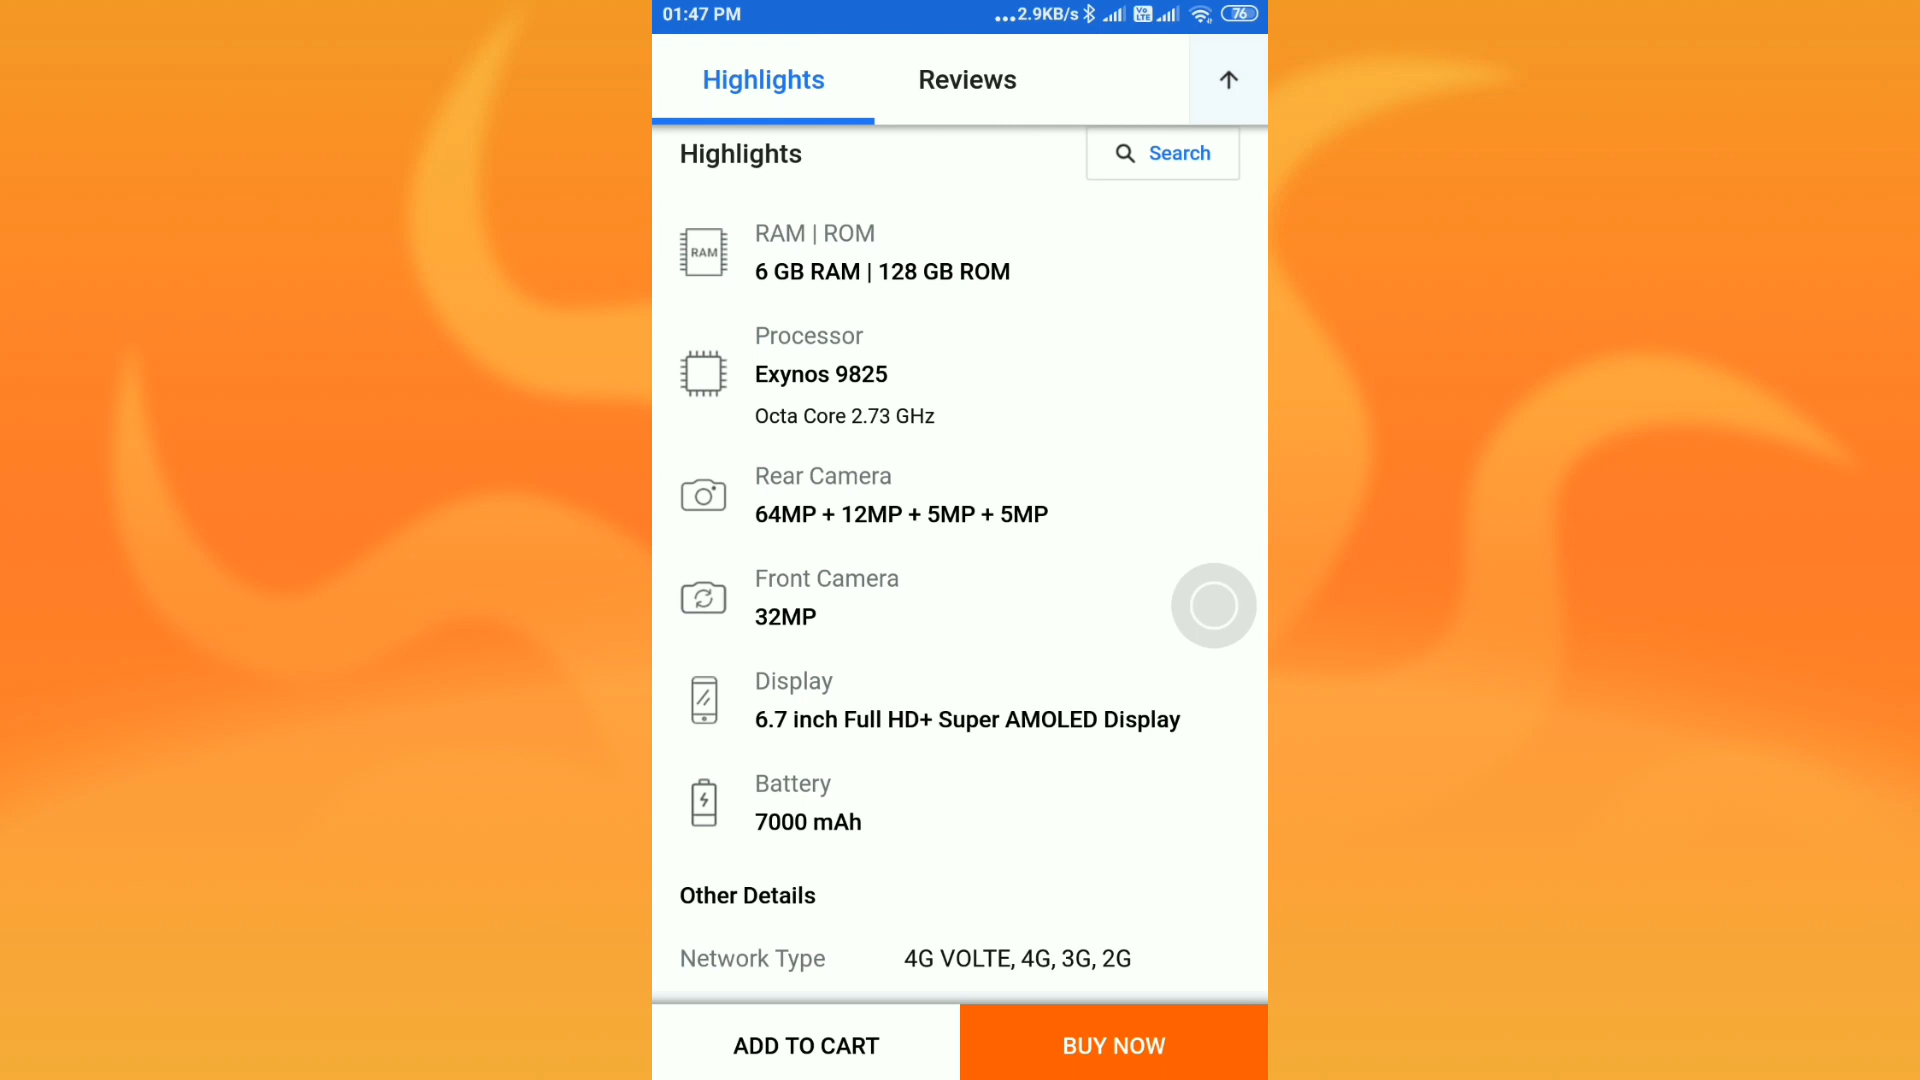 01:47 PM
...2.9KB/s Vo LTE 76
Highlights Reviews
Highlights Search
RAM | ROM
RAM
6 GB RAM | 128 GB ROM
Processor
Exynos 9825
Octa Core 2.73 GHz
Rear Camera
64MP + 12MP + 5MP + 5MP
Front Camera
32MP
Display
6.7 inch Full HD+ Super AMOLED Display
Battery
7000 mAh
Other Details
Network Type 4G VOLTE, 4G, 3G, 2G
ADD TO CART BUY NOW